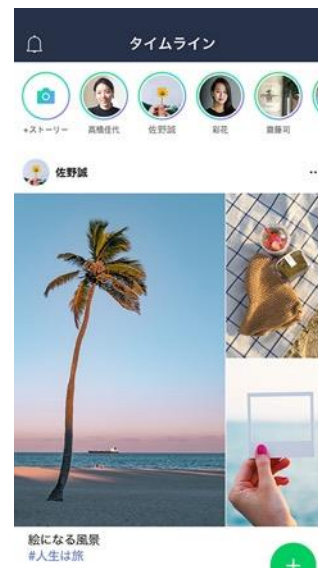 タイムライン
+ストーリー
高橋佳代
佐野誠
彩花
齋藤司
佐野誠
絵になる風景
#人生は旅